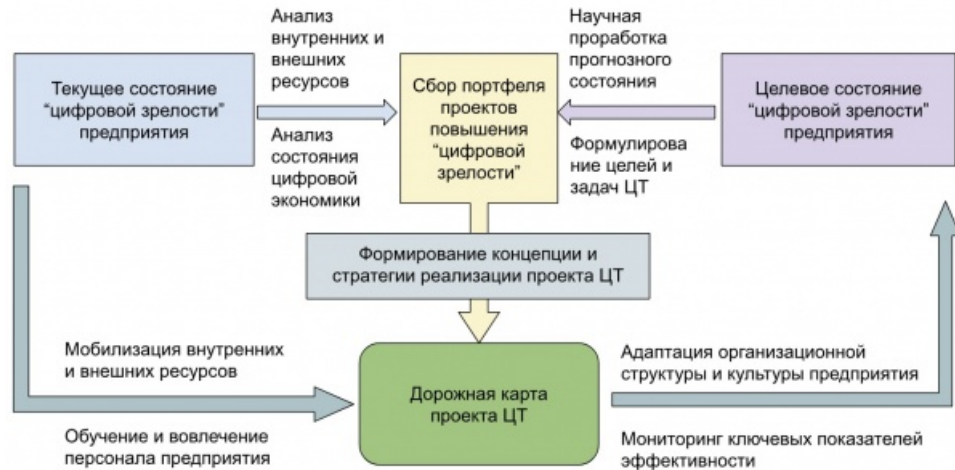 Анализ
внутренних и
внешних
ресурсов
Научная
проработка
прогнозного
состояния
Текущее состояние
“цифровой зрелости”
предприятия
Сбор портфеля
проектов
повышения
“цифровой
зрелости”
Целевое состояние
“цифровой зрелости”
предприятия
Анализ
состояния
цифровой
экономики
Формулирова
ние целей и
задач ЦТ
Формирование концепции и
стратегии реализации проекта ЦТ
Мобилизация внутренних
и внешних ресурсов
Дорожная карта
проекта ЦТ
Адаптация организационной
структуры и культуры предприятия
Обучение и вовлечение
персонала предприятия
Мониторинг ключевых показателей
эффективности